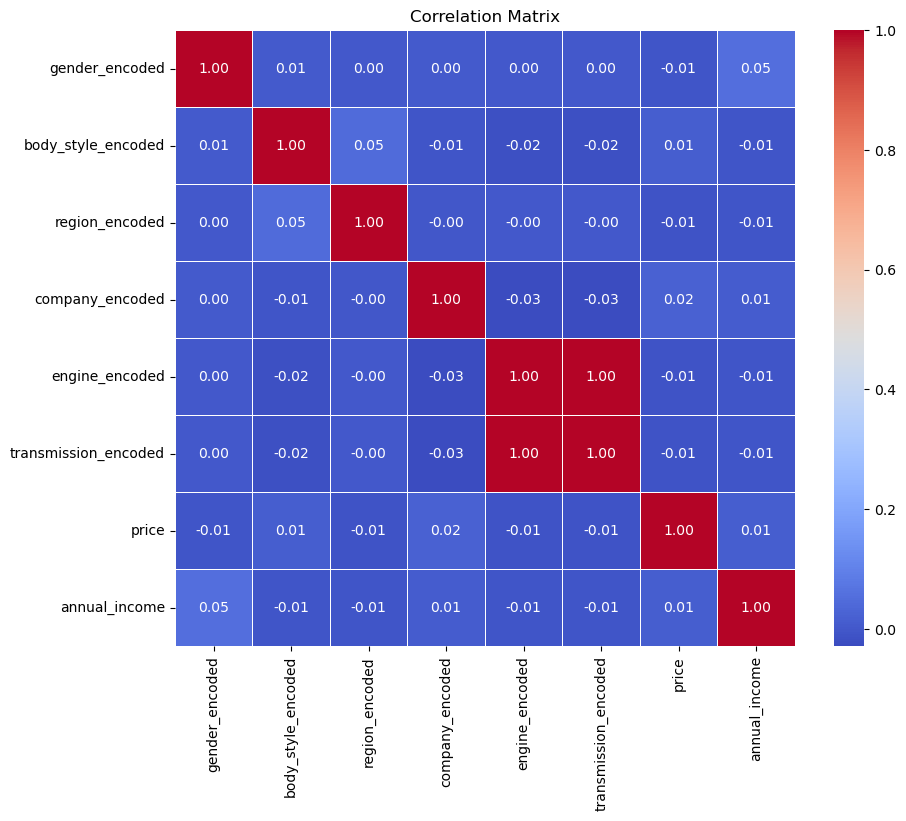 Correlation Matrix
gender_encoded 1.00 0.01 0.00 0.00 0.00 0.00 -0.01 0.05
body_style_encoded 0.01 1.00 0.05 -0.01 -0.02 -0.02 0.01 -0.01
region_encoded 0.00 0.05 1.00 -0.00 -0.00 -0.00 -0.01 -0.01
company_encoded 0.00 -0.01 -0.00 1.00 -0.03 -0.03 0.02 0.01
engine_encoded 0.00 -0.02 -0.00 -0.03 1.00 1.00 -0.01 -0.01
transmission_encoded 0.00 -0.02 -0.00 -0.03 1.00 1.00 -0.01 -0.01
price -0.01 0.01 -0.01 0.02 -0.01 -0.01 1.00 0.01
annual_income 0.05 -0.01 -0.01 0.01 -0.01 -0.01 0.01 1.00
gender_encoded
body_style_encoded
region_encoded
company_encoded
engine_encoded
transmission_encoded
price
annual_income
1.0
0.8
0.6
0.4
0.2
0.0